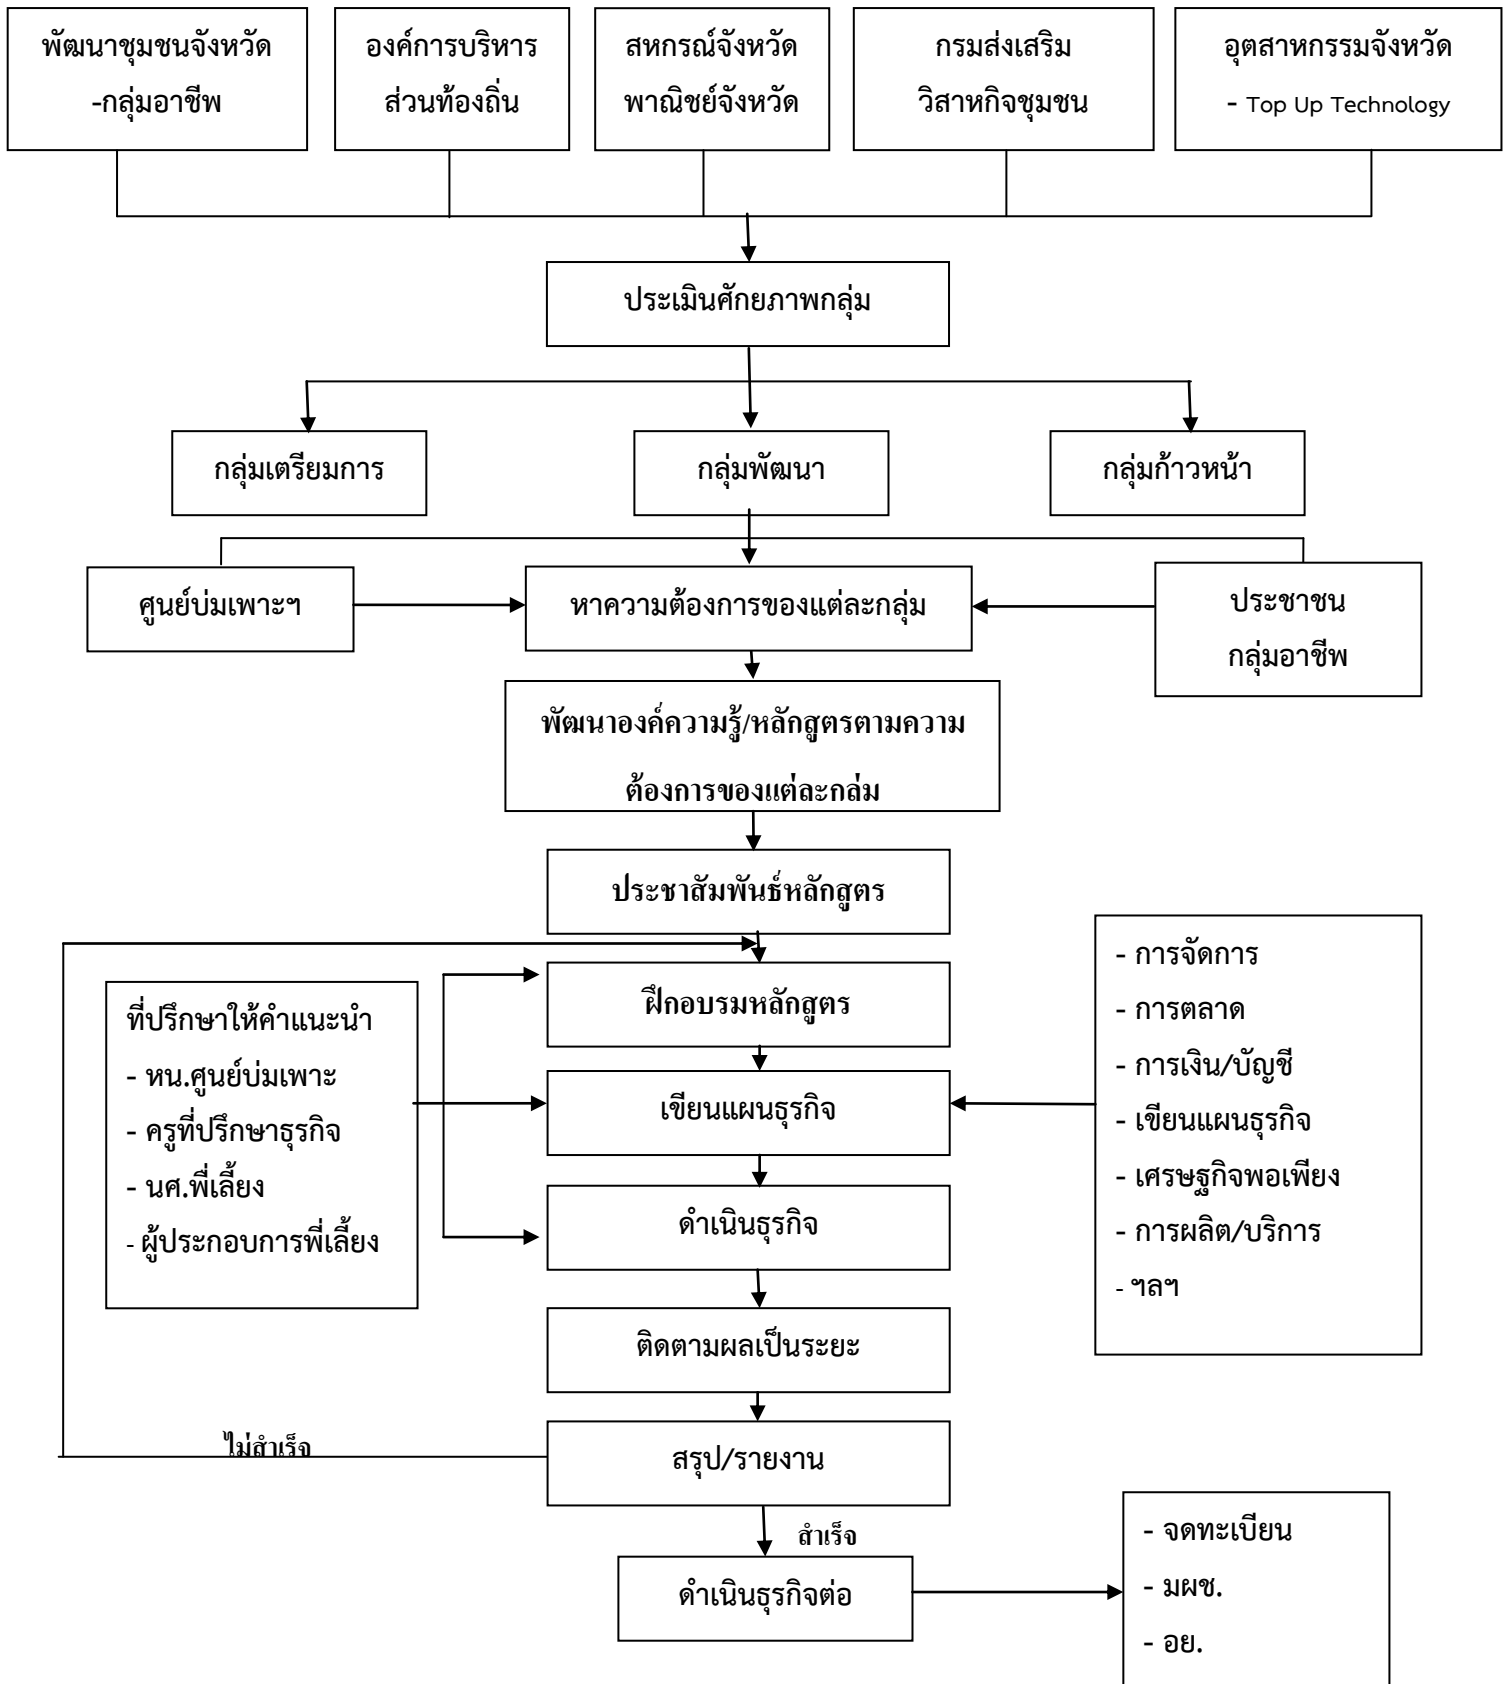 พัฒนาชุมชนจังหวัด
-กลุ่มอาชีพ
องค์การบริหาร
ส่วนท้องถิ่น
สหกรณ์จังหวัด
พาณิชย์จังหวัด
กรมส่งเสริม
วิสาหกิจชุมชน
อุตสาหกรรมจังหวัด
- Top Up Technology
ประเมินศักยภาพกลุ่ม
กลุ่มเตรียมการ
กลุ่มพัฒนา
กลุ่มก้าวหน้า
ศูนย์บ่มเพาะฯ
หาความต้องการของแต่ละกลุ่ม
ประชาชน
กลุ่มอาชีพ
พัฒนาองค์ความรู้/หลักสูตรตามความ
ต้องการของแต่ละกลุ่ม
ประชาสัมพันธ์หลักสูตร
ที่ปรึกษาให้คำแนะนำ
- หน.ศูนย์บ่มเพาะ
- ครูที่ปรึกษาธุรกิจ
- นศ.พี่เลี้ยง
- ผู้ประกอบการพี่เลี้ยง
ฝึกอบรมหลักสูตร
เขียนแผนธุรกิจ
ดำเนินธุรกิจ
- การจัดการ
- การตลาด
- การเงิน/บัญชี
- เขียนแผนธุรกิจ
- เศรษฐกิจพอเพียง
- การผลิต/บริการ
- ฯลฯ
ติดตามผลเป็นระยะ
ไม่สำเร็จ
สรุป/รายงาน
สำเร็จ
ดำเนินธุรกิจต่อ
- จดทะเบียน
- มผช.
- อย.